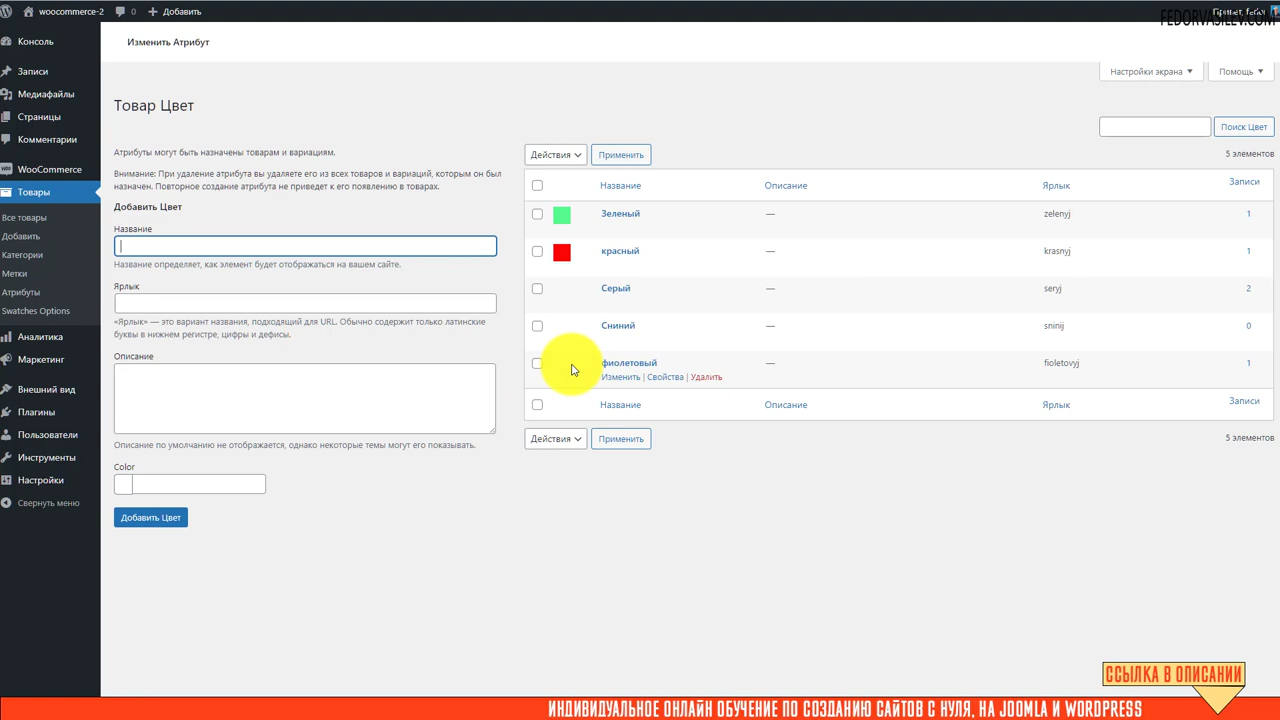 woocommerce-2
0
Добавить
Привет, fedor
FEDORVASILEV.COM
Консоль
Записи
Медиафайлы
Страницы
Комментарии
WooCommerce
Товары
Все товары
Добавить
Категории
Метки
Атрибуты
Swatches Options
Аналитика
Маркетинг
Внешний вид
Плагины
Пользователи
Инструменты
Настройки
Свернуть меню
Изменить Атрибут
Настройки экрана
Помощь
Товар Цвет
Поиск Цвет
Атрибуты могут быть назначены товарам и вариациям.
Внимание: При удаление атрибута вы удаляете его из всех товаров и вариаций, которым он был
назначен. Повторное создание атрибута не приведет к его появлению в товарах.
Добавить Цвет
Название
Название определяет, как элемент будет отображаться на вашем сайте.
Ярлык
«Ярлык» — это вариант названия, подходящий для URL. Обычно содержит только латинские
буквы в нижнем регистре, цифры и дефисы.
Описание
Описание по умолчанию не отображается, однако некоторые темы могут его показывать.
Color
Добавить Цвет
Действия Применить 5 элементов
Название Описание Ярлык Записи
Зеленый — zelenyj 1
красный — krasnyj 1
Серый — seryj 2
Сниний — sninij 0
фиолетовый — fioletovyj 1
Изменить | Свойства | Удалить
Название Описание Ярлык Записи
Действия Применить 5 элементов
ССЫЛКА В ОПИСАНИИ
ИНДИВИДУАЛЬНОЕ ОНЛАЙН ОБУЧЕНИЕ ПО СОЗДАНИЮ САЙТОВ С НУЛЯ, НА JOOMLA И WORDPRESS